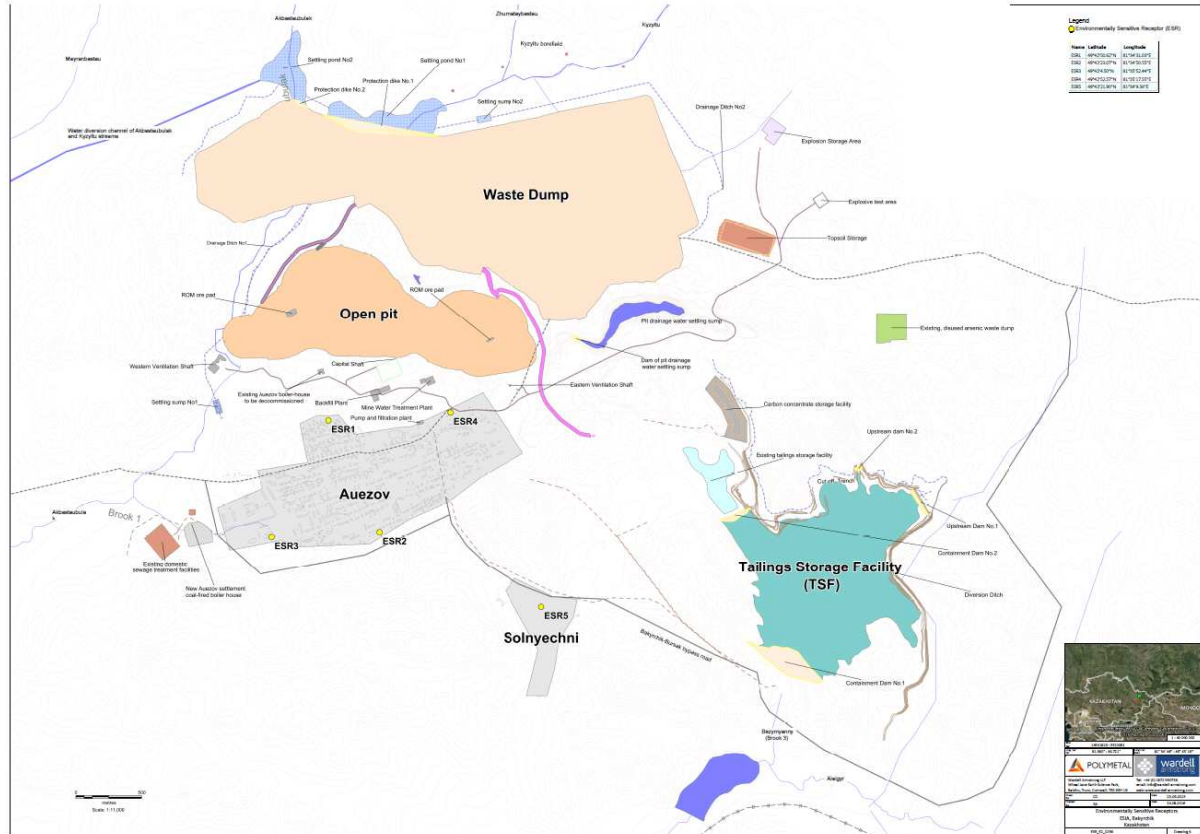 Alibastaubulak
Zhumataybastau
Kyzyltu
Mayranbastau
Settling pond No2
Kyzyltu borefield
Settling pond No1
Protection dike No.1
Protection dike No.2
Settling sump No2
Drainage Ditch No2
Water diversion channel of Alibastaubulak
and Kyzyltu streams
Explosion Storage Area
Waste Dump
Explosive test area
Topsoil Storage
Drainage Ditch No1
ROM ore pad
ROM ore pad
Open pit
Pit drainage water settling sump
Existing, disused arsenic waste dump
Dam of pit drainage
water settling sump
Western Ventilation Shaft
Capital Shaft
Eastern Ventilation Shaft
Existing Auezov boiler-house
to be decommissioned
Backfill Plant
Mine Water Treatment Plant
Settling sump No1
Pump and filtration plant
Carbon concentrate storage facility
ESR1
ESR4
Upstream dam No.2
Existing tailings storage facility
Cut off Trench
Auezov
Brook 1
Upstream Dam No.1
ESR3
ESR2
Containment Dam No.2
Existing domestic
sewage treatment facilities
Tailings Storage Facility
(TSF)
New Auezov settlement
coal-fired boiler house
Diversion Ditch
ESR5
Solnyechni
Bakyrchik-Bursak bypass road
Containment Dam No.1
Bezymyanny
(Brook 3)
Alaigyr
Scale: 1:11,000
Legend
Environmentally Sensitive Receptor (ESR)
Name Latitude Longitude
ESR1
ESR2
ESR3
ESR4
ESR5
KAZAKHSTAN
POLYMETAL
wardell
armstrong
Environmentally Sensitive Receptors
ESIA, Bakyrchik
Kazakhstan